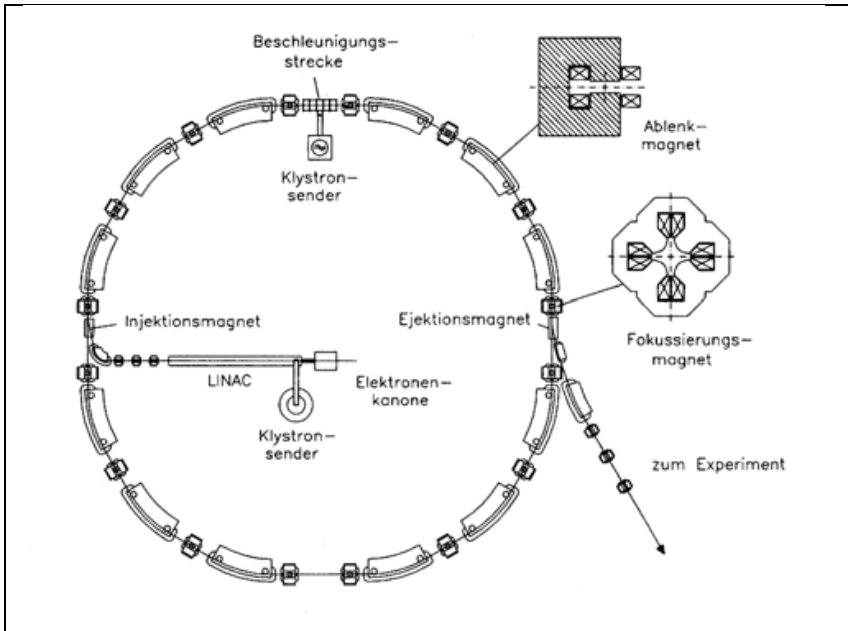 Beschleunigungs-
strecke
Klystron-
sender
Ablenk-
magnet
Injektionsmagnet
Ejektionsmagnet
Fokussierungs-
magnet
LINAC
Elektronen-
kanone
Klystron-
sender
zum Experiment